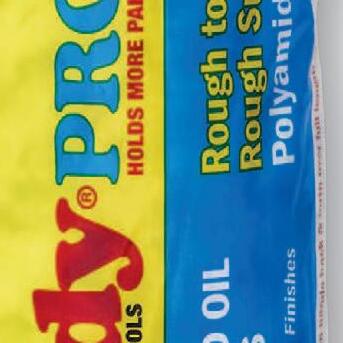 dy® PRO
HOLDS MORE PAI
OLS
Rough to
Rough Su
Polyamid
O OIL
S
Finishes